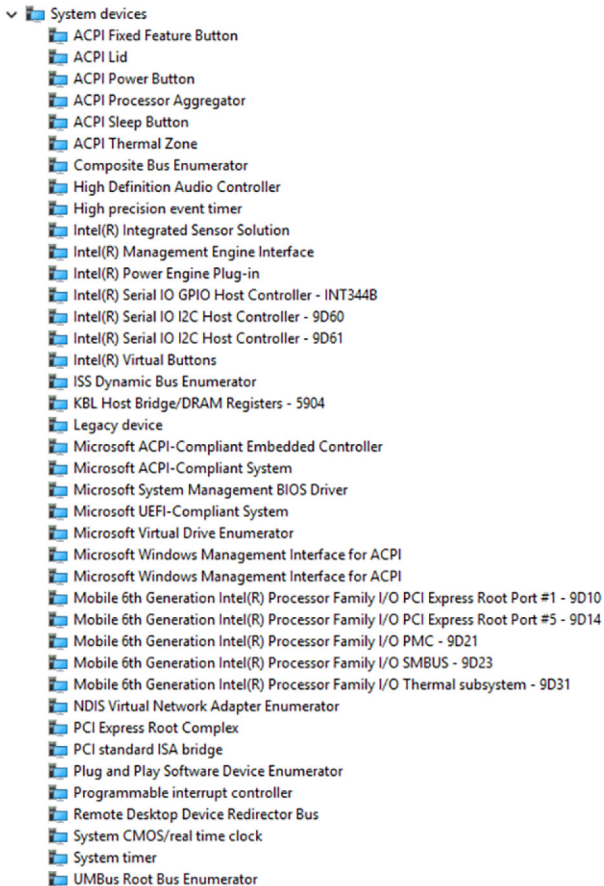 System devices
ACPI Fixed Feature Button
ACPI Lid
ACPI Power Button
ACPI Processor Aggregator
ACPI Sleep Button
ACPI Thermal Zone
Composite Bus Enumerator
High Definition Audio Controller
High precision event timer
Intel(R) Integrated Sensor Solution
Intel(R) Management Engine Interface
Intel(R) Power Engine Plug-in
Intel(R) Serial IO GPIO Host Controller - INT344B
Intel(R) Serial IO I2C Host Controller - 9D60
Intel(R) Serial IO I2C Host Controller - 9D61
Intel(R) Virtual Buttons
ISS Dynamic Bus Enumerator
KBL Host Bridge/DRAM Registers - 5904
Legacy device
Microsoft ACPI-Compliant Embedded Controller
Microsoft ACPI-Compliant System
Microsoft System Management BIOS Driver
Microsoft UEFI-Compliant System
Microsoft Virtual Drive Enumerator
Microsoft Windows Management Interface for ACPI
Microsoft Windows Management Interface for ACPI
Mobile 6th Generation Intel(R) Processor Family I/O PCI Express Root Port #1 - 9D10
Mobile 6th Generation Intel(R) Processor Family I/O PCI Express Root Port #5 - 9D14
Mobile 6th Generation Intel(R) Processor Family I/O PMC - 9D21
Mobile 6th Generation Intel(R) Processor Family I/O SMBUS - 9D23
Mobile 6th Generation Intel(R) Processor Family I/O Thermal subsystem - 9D31
NDIS Virtual Network Adapter Enumerator
PCI Express Root Complex
PCI standard ISA bridge
Plug and Play Software Device Enumerator
Programmable interrupt controller
Remote Desktop Device Redirector Bus
System CMOS/real time clock
System timer
UMBus Root Bus Enumerator